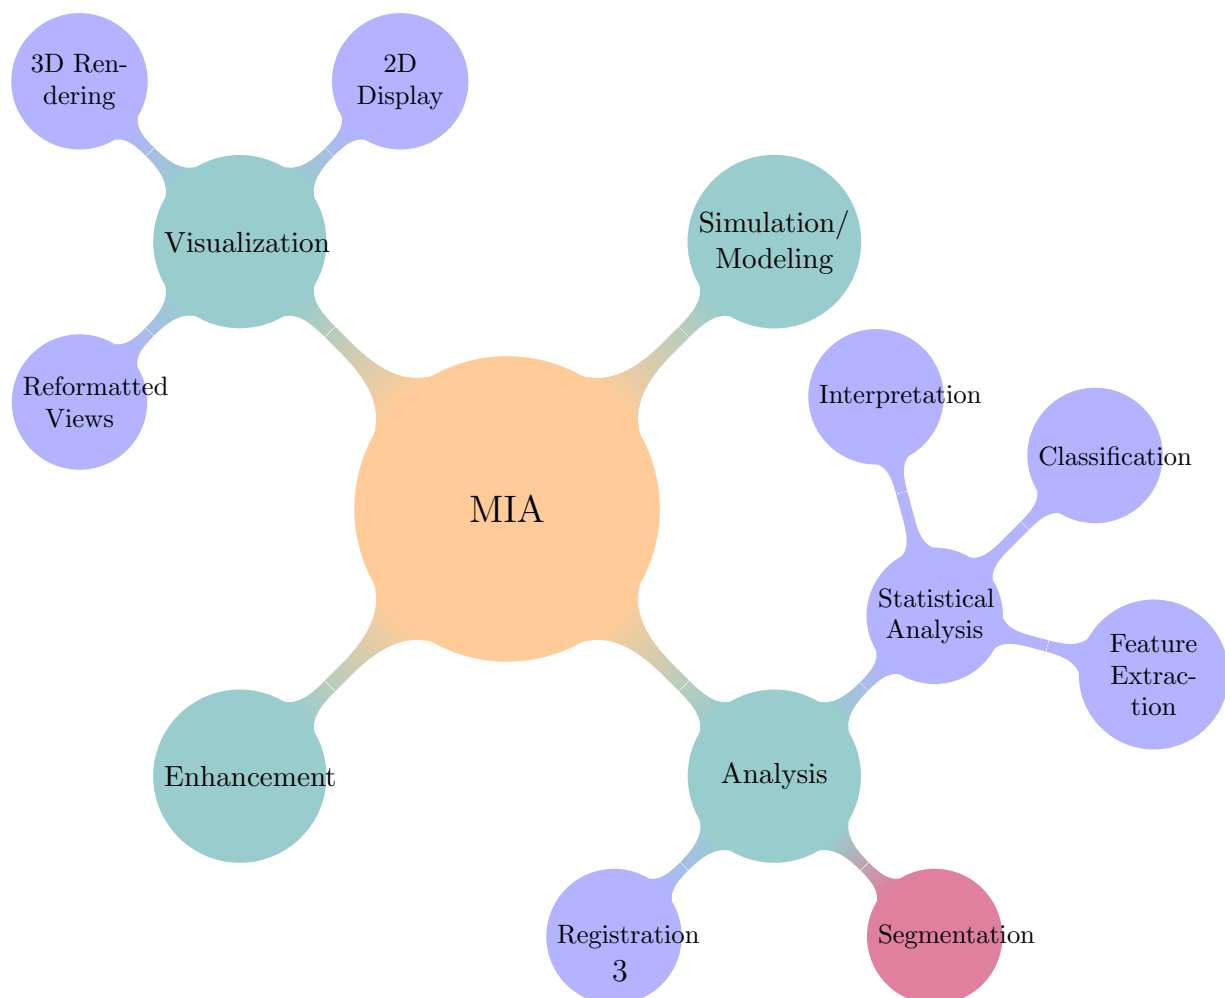 3D Ren-
dering
2D
Display
Visualization
Simulation/
Modeling
Reformatted
Views
Interpretation
Classification
MIA
Statistical
Analysis
Feature
Extrac-
tion
Enhancement
Analysis
Registration
Segmentation
3